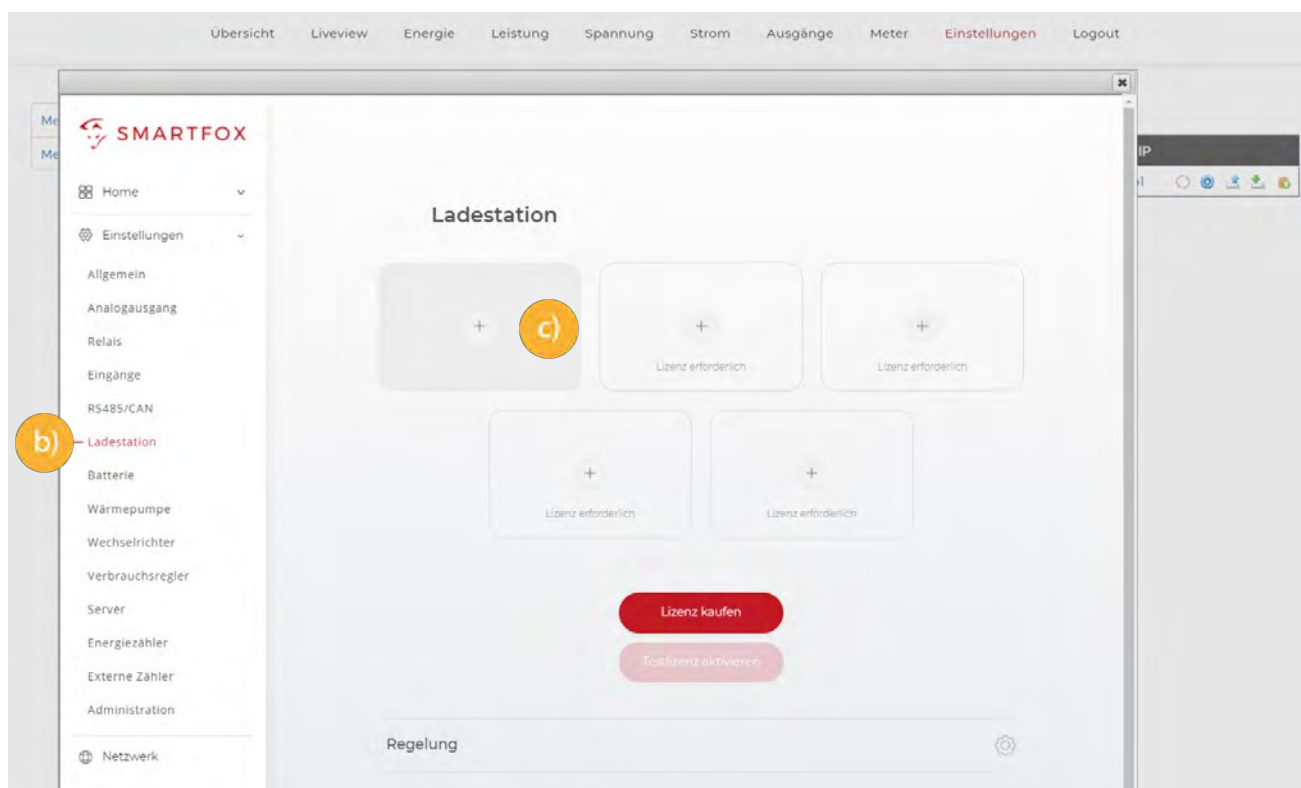 Übersicht Liveview Energie Leistung Spannung Strom Ausgänge Meter Einstellungen Logout
Me
Me
IP
SMARTFOX
Home
Einstellungen
Allgemein
Analogausgang
Relais
Eingänge
RS485/CAN
b)
Ladestation
Batterie
Wärmepumpe
Wechselrichter
Verbrauchsregler
Server
Energiezähler
Externe Zähler
Administration
Netzwerk
Ladestation
c)
Lizenz erforderlich
Lizenz erforderlich
Lizenz erforderlich
Lizenz erforderlich
Lizenz kaufen
Testlizenz aktivieren
Regelung